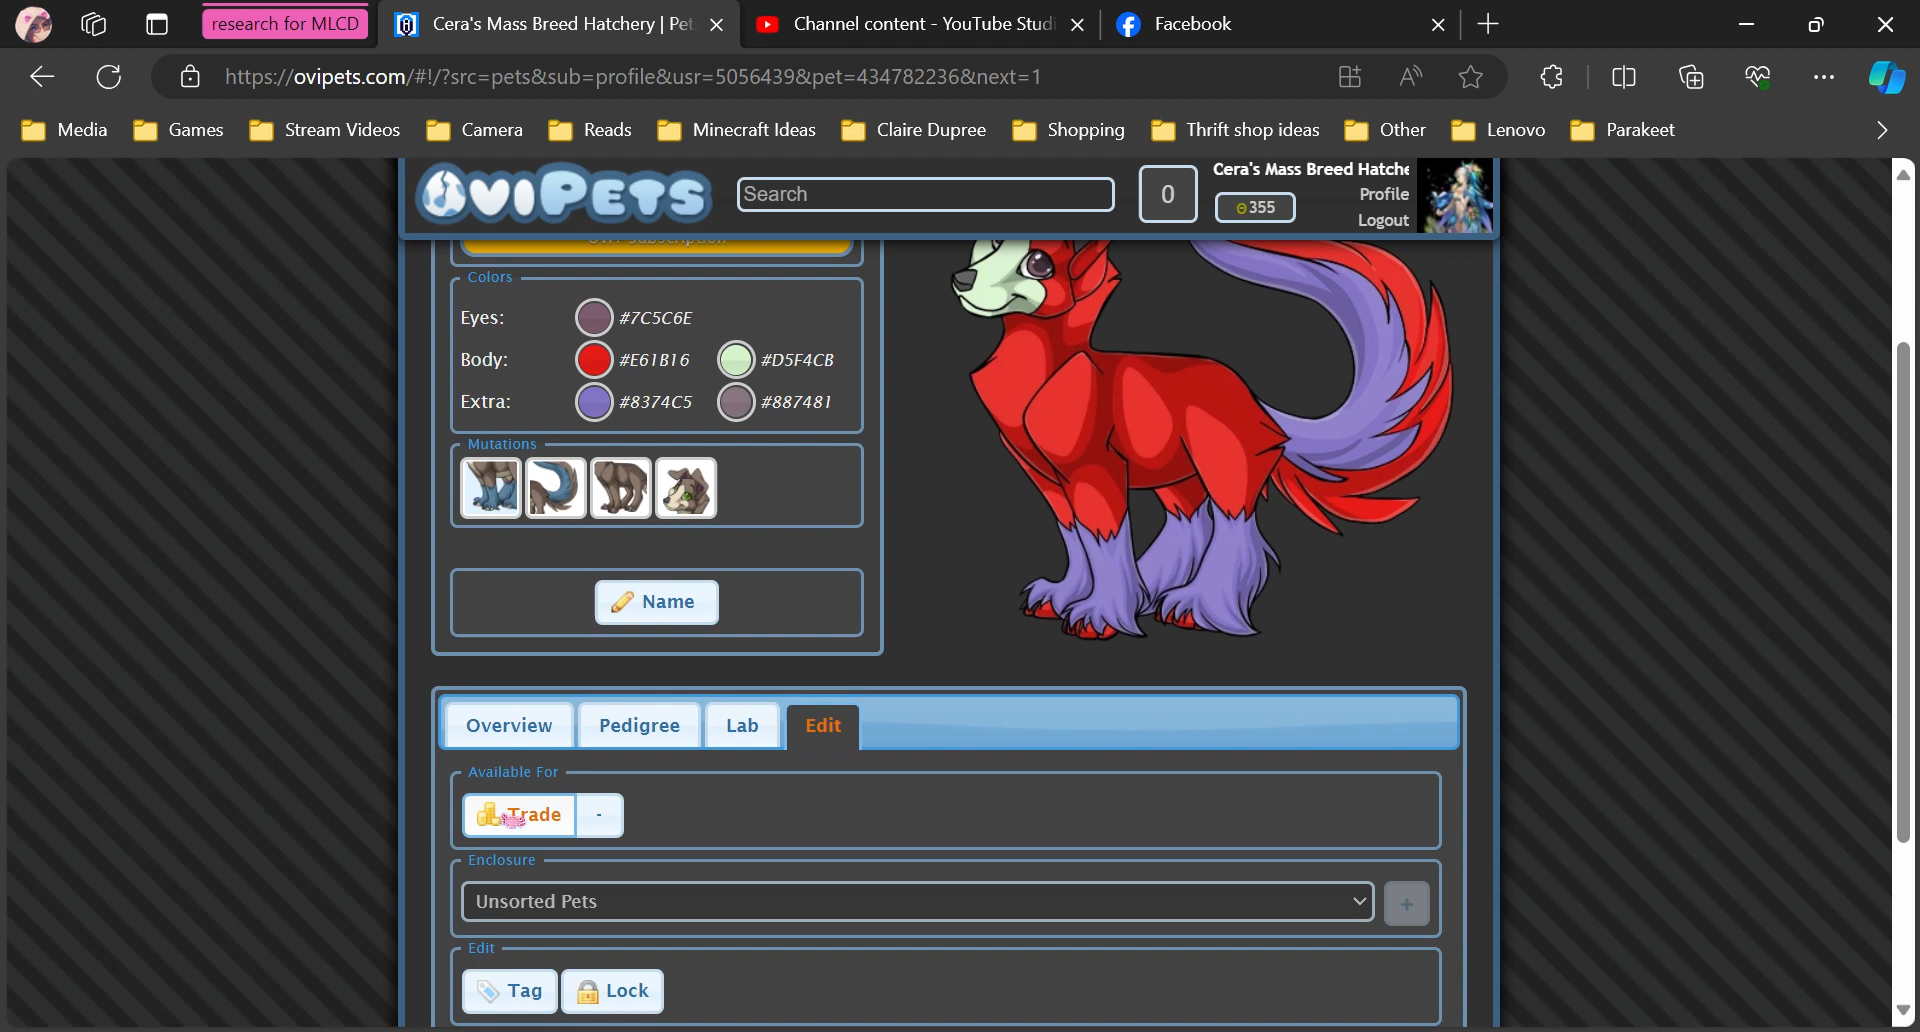 research for MLCD
Cera's Mass Breed Hatchery | Pet
Channel content - YouTube Studi
Facebook
https://ovipets.com/#!/?src=pets&sub=profile&usr=5056439&pet=434782236&next=1
Media
Games
Stream Videos
Camera
Reads
Minecraft Ideas
Claire Dupree
Shopping
Thrift shop ideas
Other
Lenovo
Parakeet
OviPets
Search
0
Cera's Mass Breed Hatche
355
Profile
Logout
Colors
Eyes: #7C5C6E
Body: #E61B16 #D5F4CB
Extra: #8374C5 #887481
Mutations
Name
Overview
Pedigree
Lab
Edit
Available For
Trade -
Enclosure
Unsorted Pets +
Edit
Tag
Lock